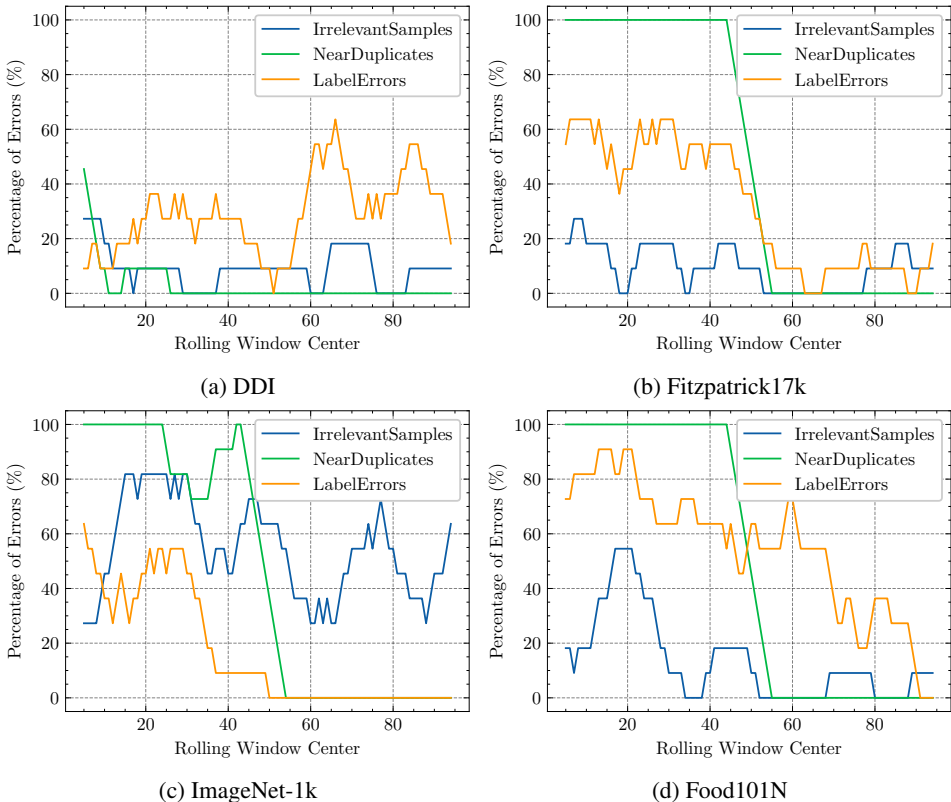 IrrelevantSamples
NearDuplicates
LabelErrors
Percentage of Errors (%)
100
80
60
40
20
0
20 40 60 80
Rolling Window Center
(a) DDI
IrrelevantSamples
NearDuplicates
LabelErrors
Percentage of Errors (%)
100
80
60
40
20
0
20 40 60 80
Rolling Window Center
(b) Fitzpatrick17k
IrrelevantSamples
NearDuplicates
LabelErrors
Percentage of Errors (%)
100
80
60
40
20
0
20 40 60 80
Rolling Window Center
(c) ImageNet-1k
IrrelevantSamples
NearDuplicates
LabelErrors
Percentage of Errors (%)
100
80
60
40
20
0
20 40 60 80
Rolling Window Center
(d) Food101N